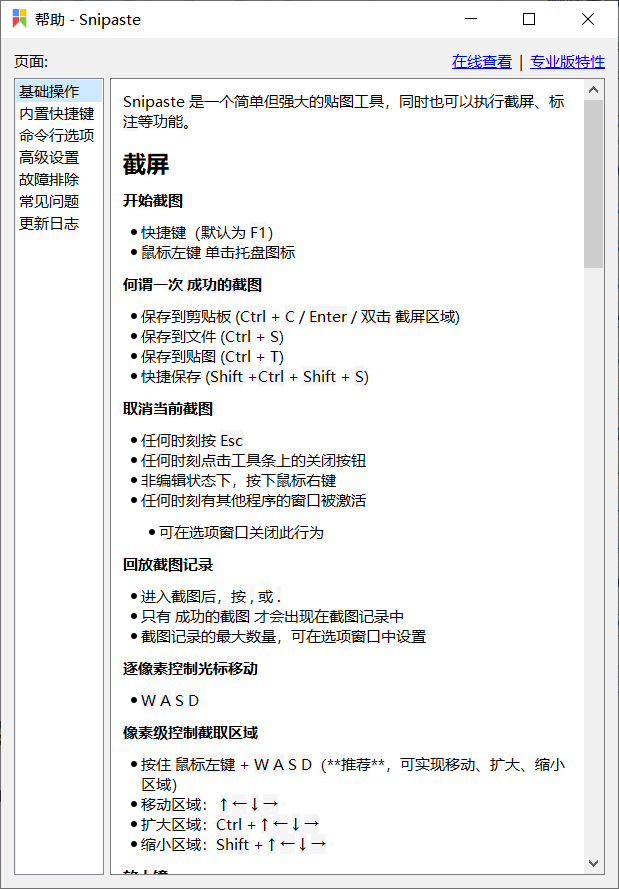 帮助 - Snipaste
页面:
在线查看 | 专业版特性
基础操作
内置快捷键
命令行选项
高级设置
故障排除
常见问题
更新日志
Snipaste 是一个简单但强大的贴图工具，同时也可以执行截屏、标
注等功能。
截屏
开始截图
快捷键（默认为 F1）
鼠标左键 单击托盘图标
何谓一次 成功的截图
保存到剪贴板 (Ctrl + C / Enter / 双击 截屏区域)
保存到文件 (Ctrl + S)
保存到贴图 (Ctrl + T)
快捷保存 (Shift +Ctrl + Shift + S)
取消当前截图
任何时刻按 Esc
任何时刻点击工具条上的关闭按钮
非编辑状态下，按下鼠标右键
任何时刻有其他程序的窗口被激活
可在选项窗口关闭此行为
回放截图记录
进入截图后，按 , 或 .
只有 成功的截图 才会出现在截图记录中
截图记录的最大数量，可在选项窗口中设置
逐像素控制光标移动
W A S D
像素级控制截取区域
按住 鼠标左键 + W A S D（**推荐**，可实现移动、扩大、缩小
区域）
移动区域：↑ ← ↓ →
扩大区域：Ctrl + ↑ ← ↓ →
缩小区域：Shift + ↑ ← ↓ →